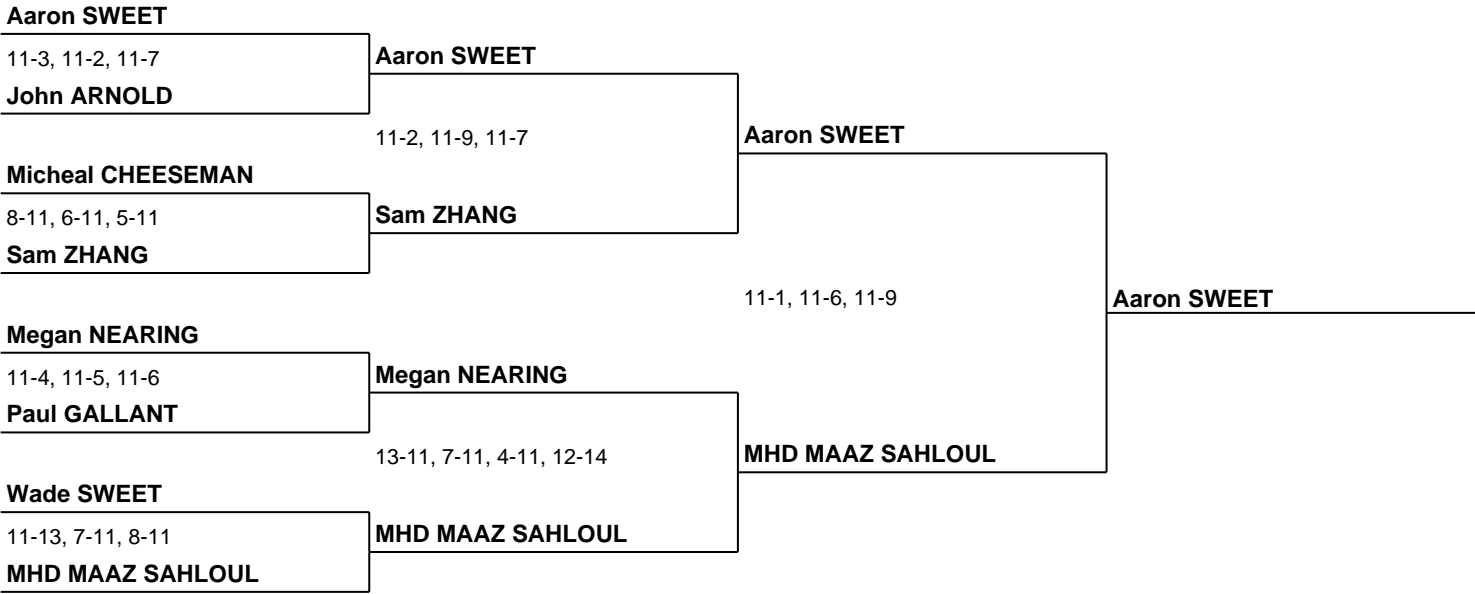 Aaron SWEET
11-3, 11-2, 11-7
Aaron SWEET
John ARNOLD
11-2, 11-9, 11-7
Aaron SWEET
Micheal CHEESEMAN
8-11, 6-11, 5-11
Sam ZHANG
Sam ZHANG
11-1, 11-6, 11-9
Aaron SWEET
Megan NEARING
11-4, 11-5, 11-6
Megan NEARING
Paul GALLANT
13-11, 7-11, 4-11, 12-14
MHD MAAZ SAHLOUL
Wade SWEET
11-13, 7-11, 8-11
MHD MAAZ SAHLOUL
MHD MAAZ SAHLOUL